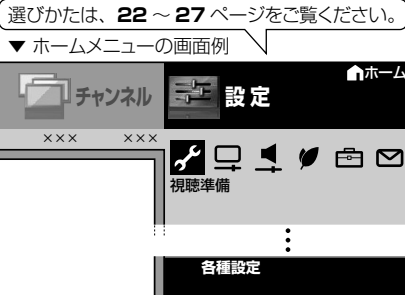 選びかたは、22 ~ 27 ページをご覧ください。
▼ ホームメニューの画面例
ホーム
チャンネル
設定
××× ×××
視聴準備
各種設定